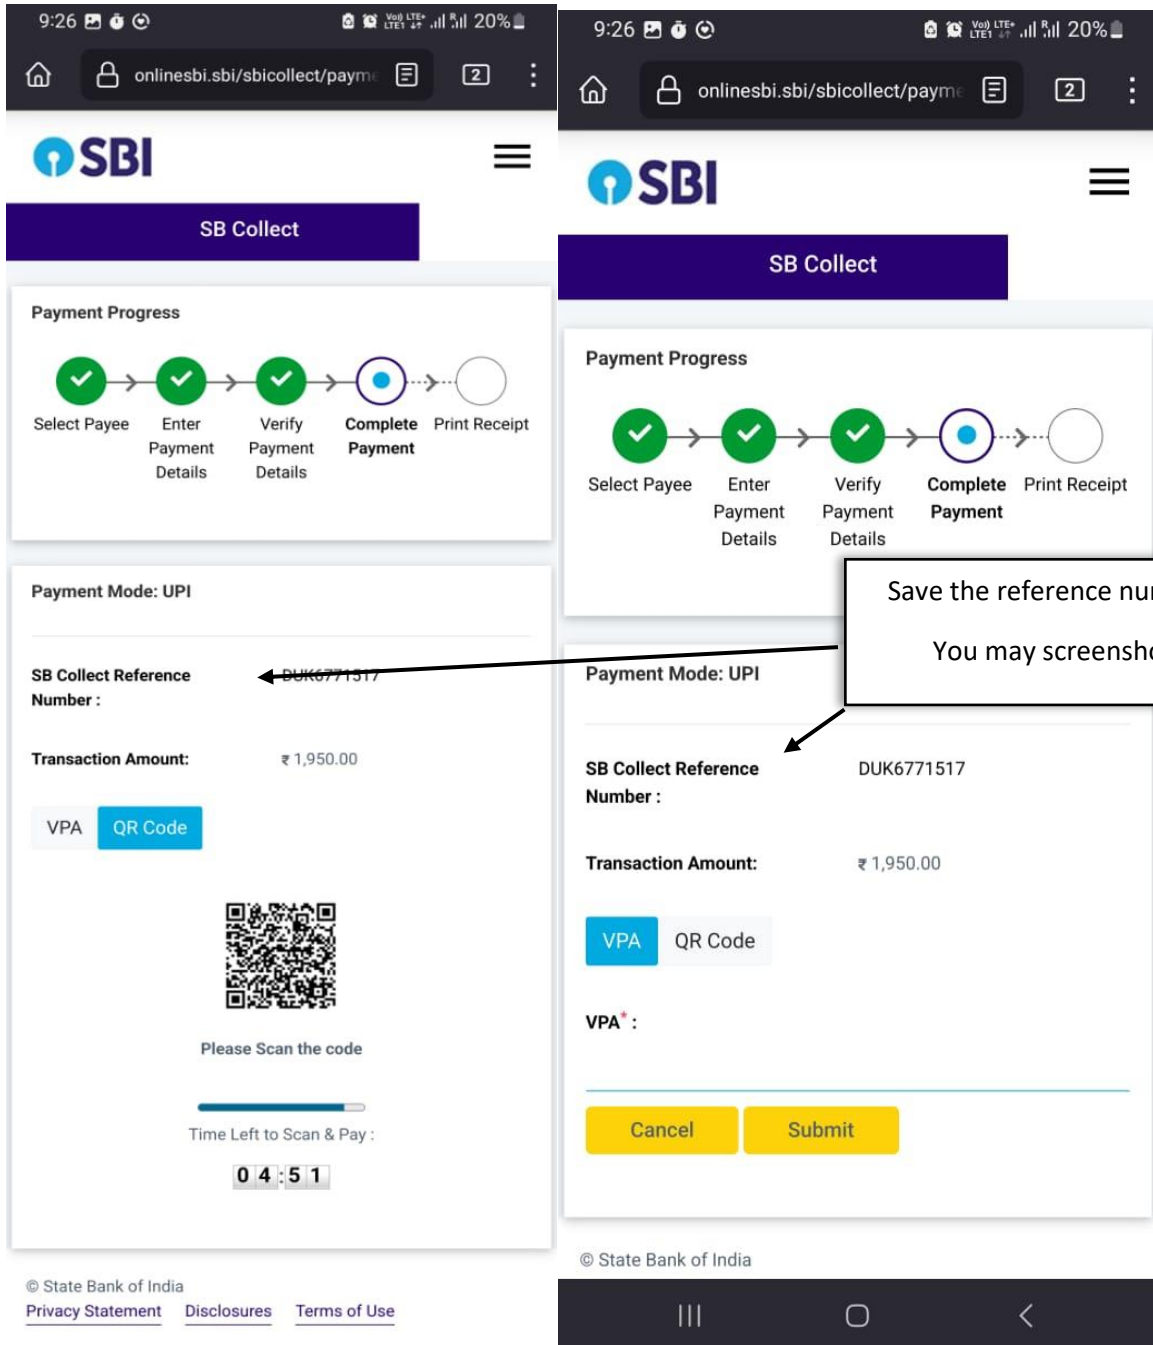 9:26
Vo)) LTE+
LTE1
R
20%
onlinesbi.sbi/sbicollect/payme
2
SBI
SB Collect
Payment Progress
Select Payee
Enter
Payment
Details
Verify
Payment
Details
Complete
Payment
Print Receipt
Payment Mode: UPI
SB Collect Reference
Number :
DUK6771517
Transaction Amount:
₹ 1,950.00
VPA
QR Code
Please Scan the code
Time Left to Scan & Pay :
04:51
© State Bank of India
Privacy Statement Disclosures Terms of Use
9:26
Vo)) LTE+
LTE1
R
20%
onlinesbi.sbi/sbicollect/payme
2
SBI
SB Collect
Payment Progress
Select Payee
Enter
Payment
Details
Verify
Payment
Details
Complete
Payment
Print Receipt
Save the reference nu
You may screensho
Payment Mode: UPI
SB Collect Reference
Number :
DUK6771517
Transaction Amount:
₹ 1,950.00
VPA
QR Code
VPA* :
Cancel
Submit
© State Bank of India